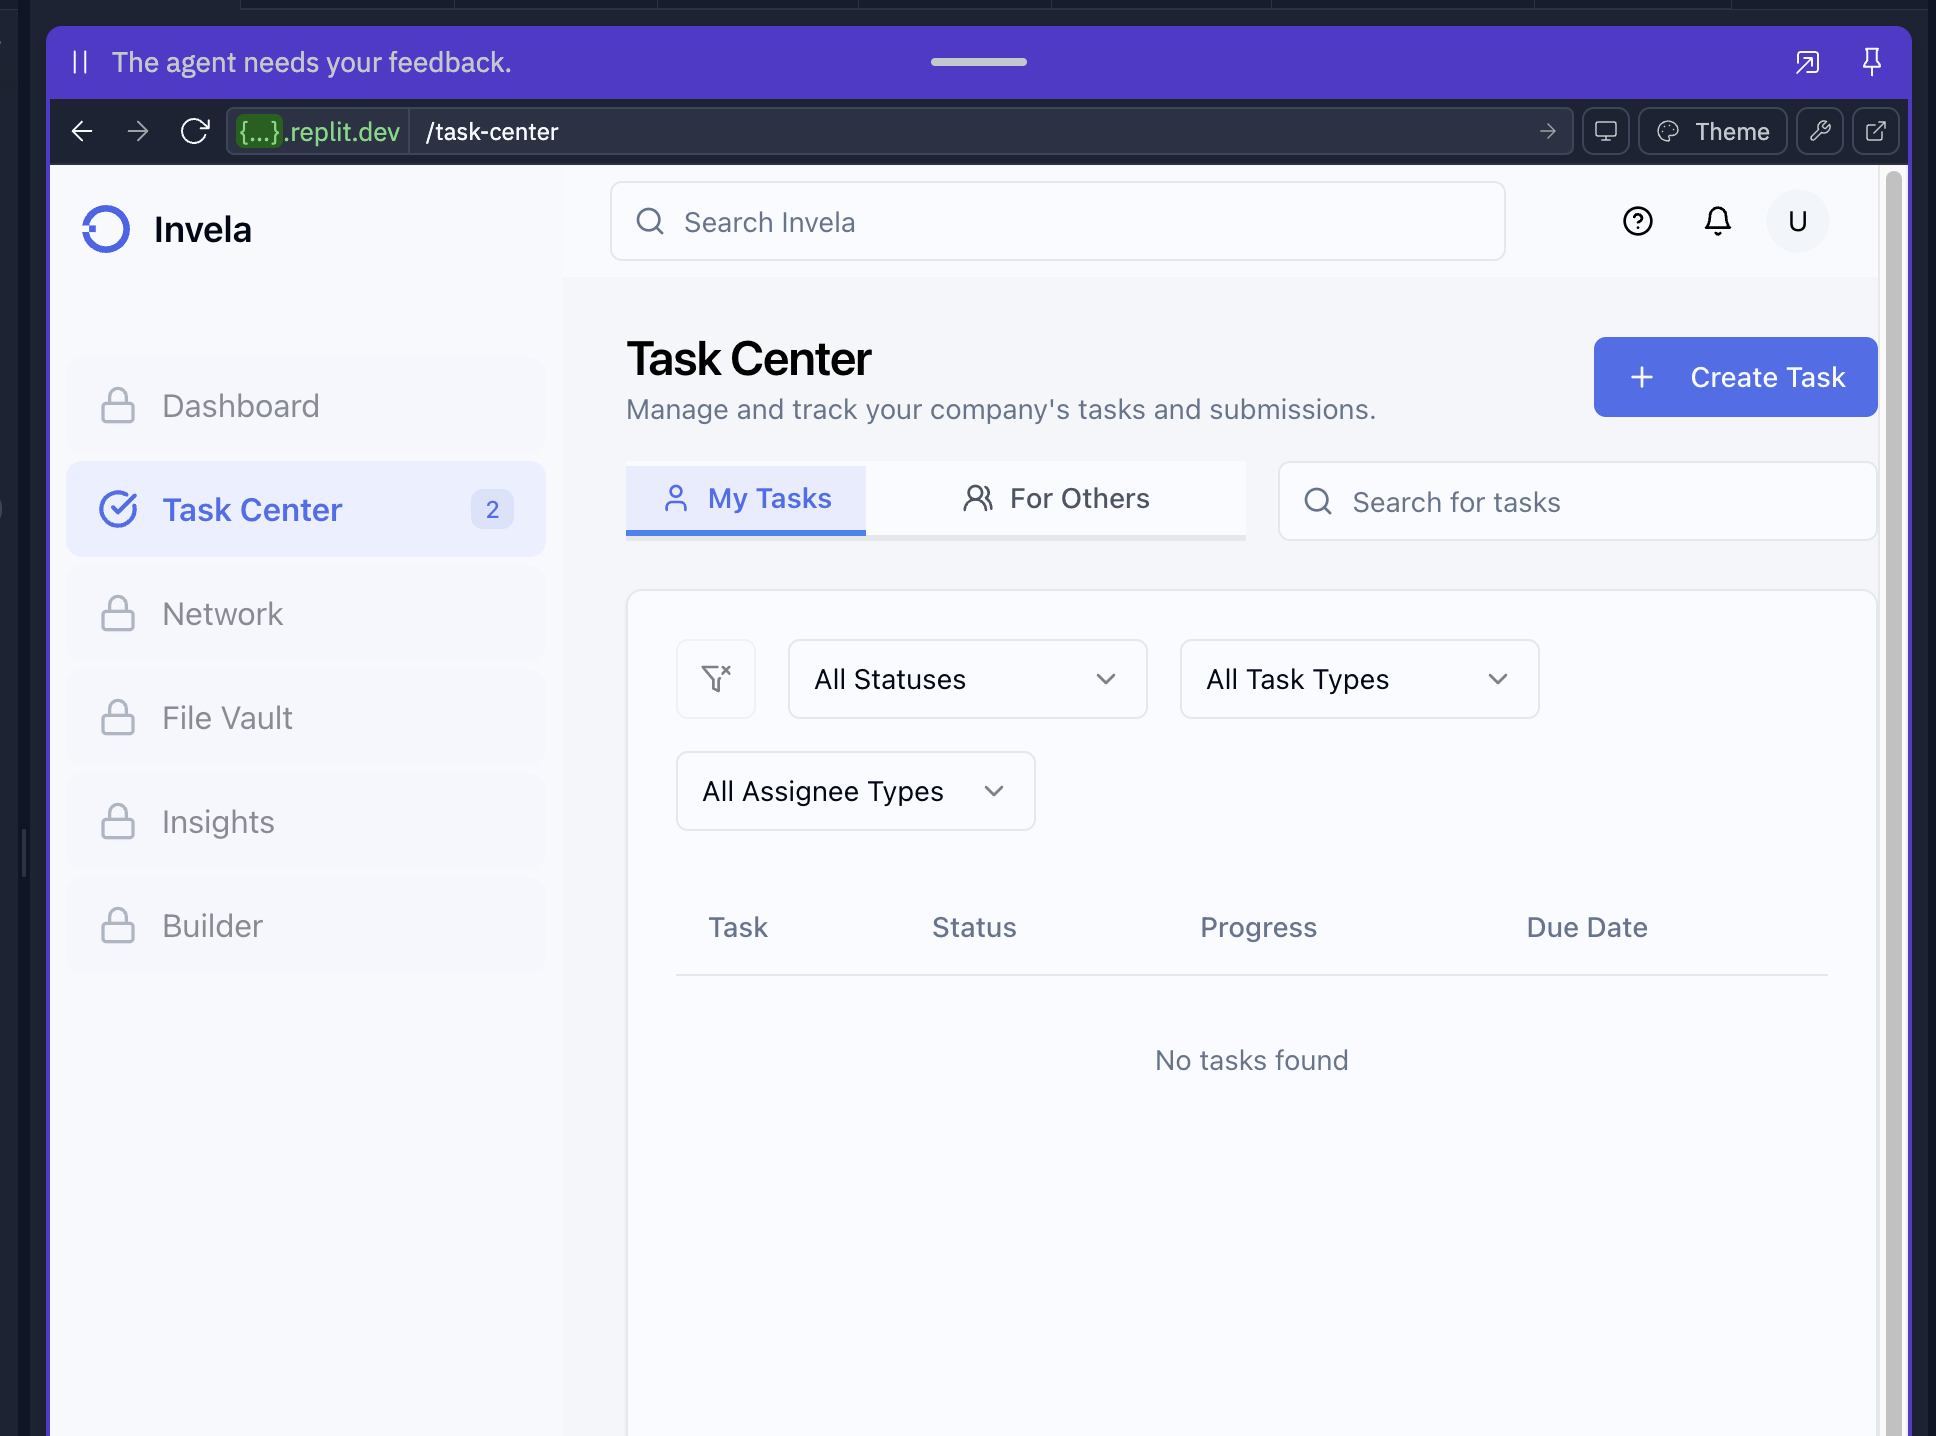 The agent needs your feedback.
{...}.replit.dev /task-center
Theme
Invela
Search Invela
U
Dashboard
Task Center 2
Network
File Vault
Insights
Builder
Task Center
Manage and track your company's tasks and submissions.
Create Task
My Tasks
For Others
Search for tasks
All Statuses
All Task Types
All Assignee Types
Task Status Progress Due Date
No tasks found